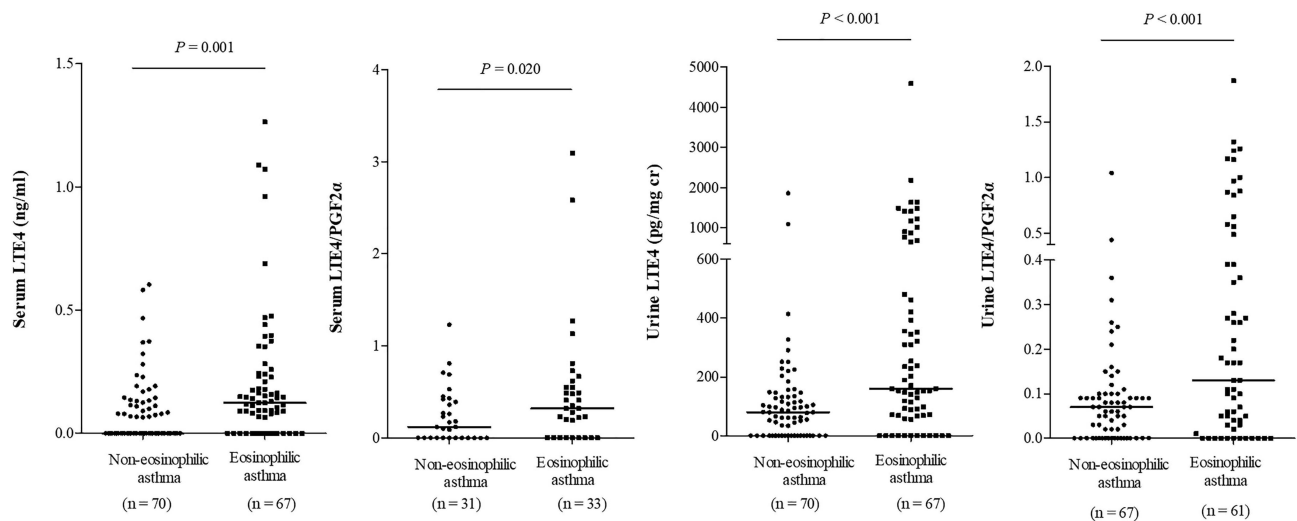 P = 0.001
Serum LTE4 (ng/ml)
1.5
1.0
0.5
0.0
Non-eosinophilic
asthma
(n = 70)
Eosinophilic
asthma
(n = 67)
P = 0.020
Serum LTE4/PGF2α
4
3
2
1
0
Non-eosinophilic
asthma
(n = 31)
Eosinophilic
asthma
(n = 33)
P < 0.001
Urine LTE4 (pg/mg cr)
5000
4000
3000
2000
1000
600
400
200
0
Non-eosinophilic
asthma
(n = 70)
Eosinophilic
asthma
(n = 67)
P < 0.001
Urine LTE4/PGF2α
2.0
1.5
1.0
0.5
0.4
0.3
0.2
0.1
0.0
Non-eosinophilic
asthma
(n = 67)
Eosinophilic
asthma
(n = 61)